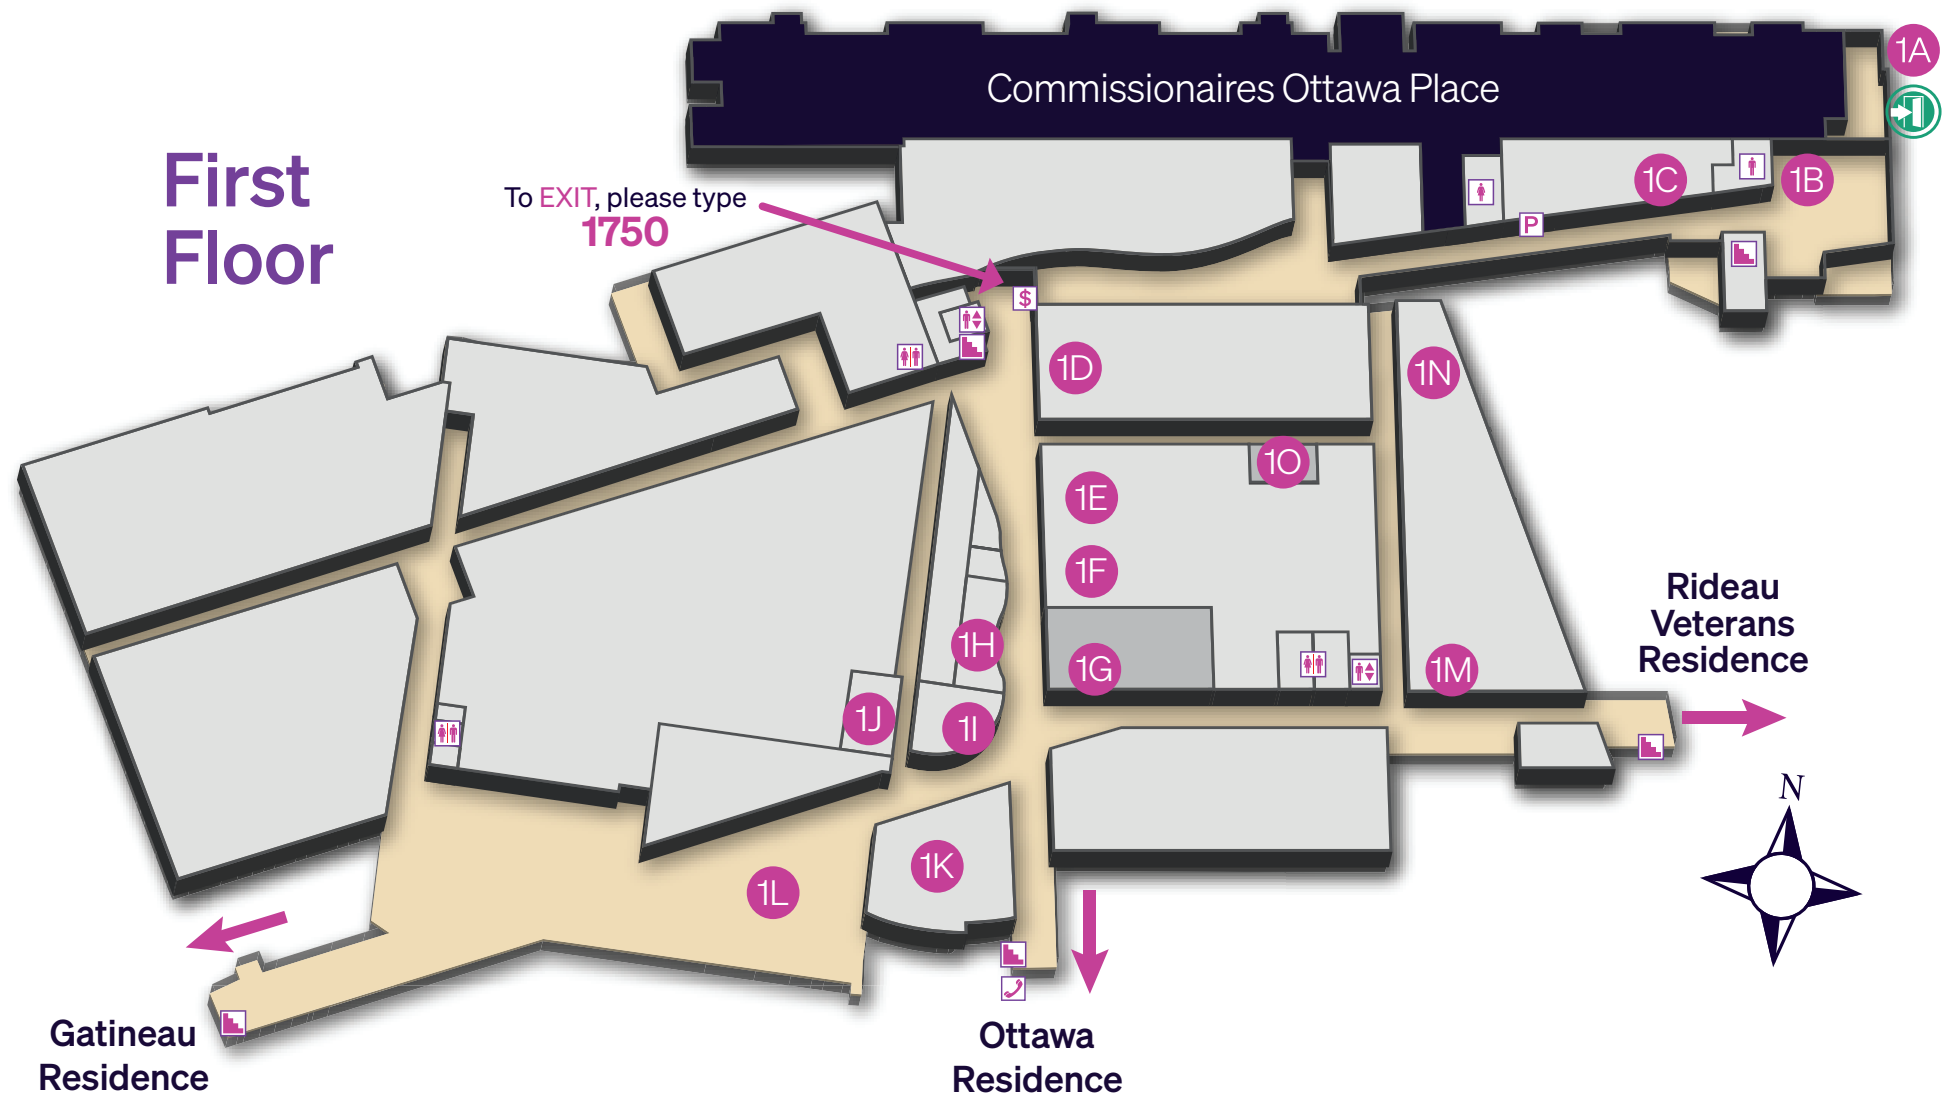 First
Floor
Commissionaires Ottawa Place
To EXIT, please type
1750
1A
1B
1C
P
$
1D
1N
1O
1E
1F
1G
1H
1I
1J
1M
1K
1L
Rideau
Veterans
Residence
N
Gatineau
Residence
Ottawa
Residence